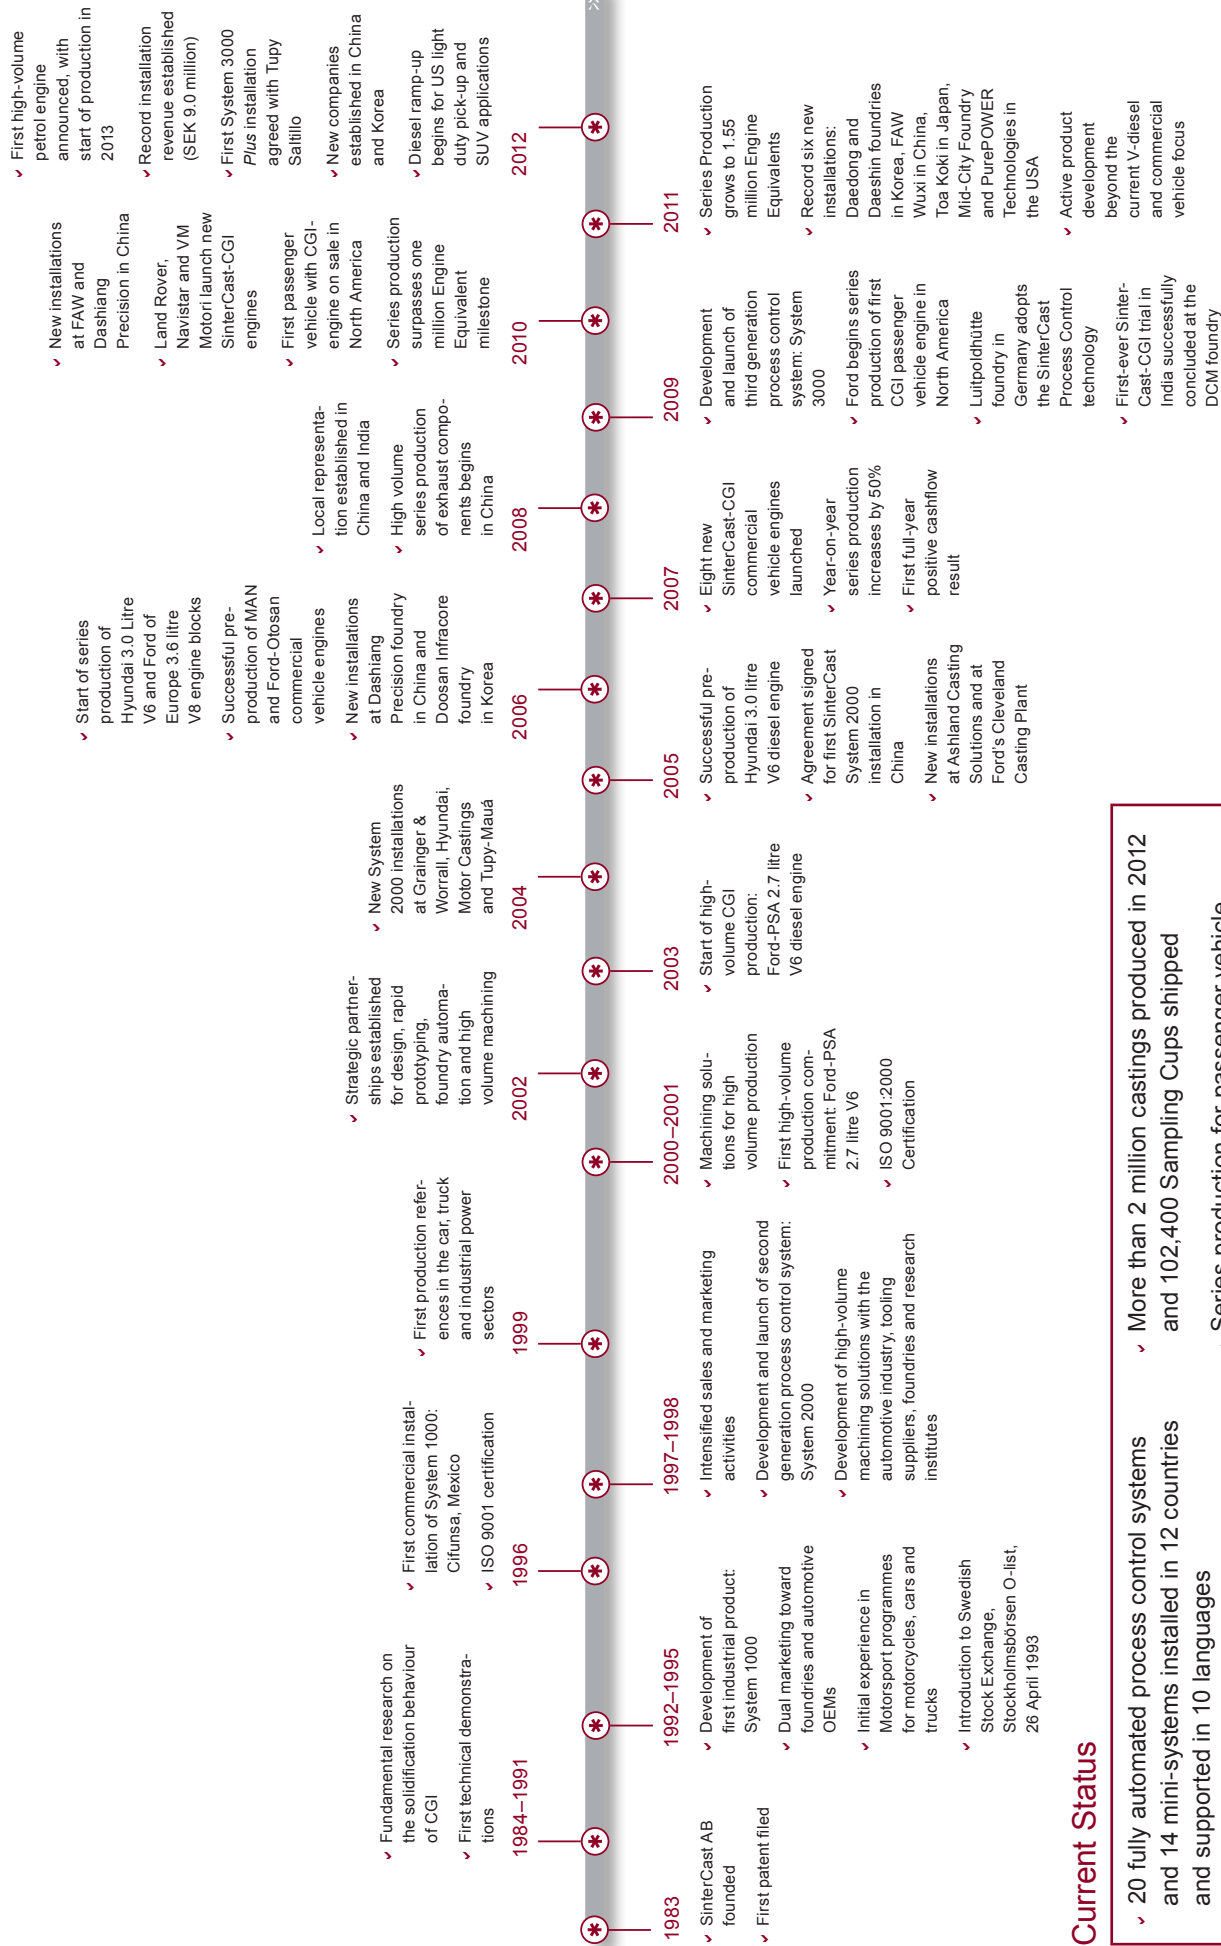 1983
SinterCast AB
founded
First patent filed
Fundamental research on
the solidification behaviour
of CGI
First technical demonstra-
tions
1984–1991
1992–1995
Development of
first industrial product:
System 1000
Dual marketing toward
foundries and automotive
OEMs
Initial experience in
Motorsport programmes
for motorcycles, cars and
trucks
Introduction to Swedish
Stock Exchange,
Stockholmsbörsen O-list,
26 April 1993
First commercial instal-
lation of System 1000:
Cifunsa, Mexico
ISO 9001 certification
1996
1997–1998
Intensified sales and marketing
activities
Development and launch of second
generation process control system:
System 2000
Development of high-volume
machining solutions with the
automotive industry, tooling
suppliers, foundries and research
institutes
First production refer-
ences in the car, truck
and industrial power
sectors
1999
2000–2001
Machining solu-
tions for high
volume production
First high-volume
production com-
mitment: Ford-PSA
2.7 litre V6
ISO 9001:2000
Certification
Strategic partner-
ships established
for design, rapid
prototyping,
foundry automa-
tion and high
volume machining
2002
2003
Start of high-
volume CGI
production:
Ford-PSA 2.7 litre
V6 diesel engine
New System
2000 installations
at Grainger &
Worrall, Hyundai,
Motor Castings
and Tupy-Mauá
2004
2005
Successful pre-
production of
Hyundai 3.0 litre
V6 diesel engine
Agreement signed
for first SinterCast
System 2000
installation in
China
New installations
at Ashland Casting
Solutions and at
Ford's Cleveland
Casting Plant
Start of series
production of
Hyundai 3.0 Litre
V6 and Ford of
Europe 3.6 litre
V8 engine blocks
Successful pre-
production of MAN
and Ford-Otosan
commercial
vehicle engines
New installations
at Dashiang
Precision foundry
in China and
Doosan Infracore
foundry
in Korea
2006
2007
Eight new
SinterCast-CGI
commercial
vehicle engines
launched
Year-on-year
series production
increases by 50%
First full-year
positive cashflow
result
Local representa-
tion established in
China and India
High volume
series production
of exhaust compo-
nents begins
in China
2008
2009
Development
and launch of
third generation
process control
system: System
3000
Ford begins series
production of first
CGI passenger
vehicle engine in
North America
Luitpoldhütte
foundry in
Germany adopts
the SinterCast
Process Control
technology
First-ever Sinter-
Cast-CGI trial in
India successfully
concluded at the
DCM foundry
New installations
at FAW and
Dashiang
Precision in China
Land Rover,
Navistar and VM
Motori launch new
SinterCast-CGI
engines
First passenger
vehicle with CGI-
engine on sale in
North America
Series production
surpasses one
million Engine
Equivalent
milestone
2010
2011
Series Production
grows to 1.55
million Engine
Equivalents
Record six new
installations:
Daedong and
Daeshin foundries
in Korea, FAW
Wuxi in China,
Toa Koki in Japan,
Mid-City Foundry
and PurePOWER
Technologies in
the USA
Active product
development
beyond the
current V-diesel
and commercial
vehicle focus
First high-volume
petrol engine
announced, with
start of production in
2013
Record installation
revenue established
(SEK 9.0 million)
First System 3000
Plus installation
agreed with Tupy
Saltillo
New companies
established in China
and Korea
Diesel ramp-up
begins for US light
duty pick-up and
SUV applications
2012
Current Status
20 fully automated process control systems
and 14 mini-systems installed in 12 countries
and supported in 10 languages
More than 2 million castings produced in 2012
and 102,400 Sampling Cups shipped
Series production for passenger vehicle